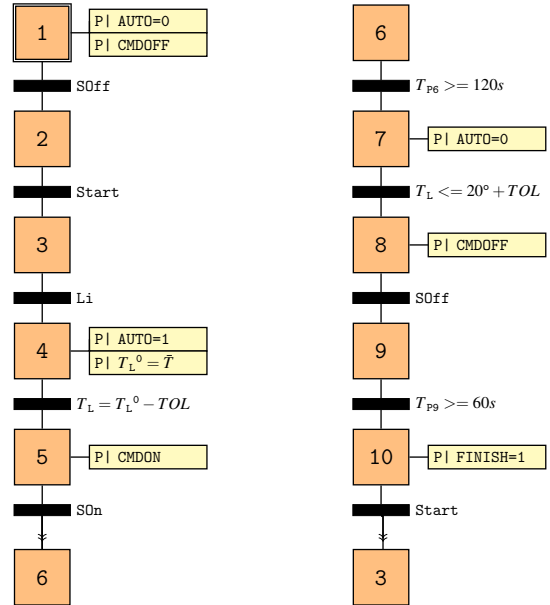 1
P| AUTO=0
P| CMDOFF
SOff
2
Start
3
Li
4
P| AUTO=1
P| T_L^0 = T̄
T_L = T_L^0 − TOL
5
P| CMDON
SOn
6
6
T_P6 >= 120s
7
P| AUTO=0
T_L <= 20° + TOL
8
P| CMDOFF
SOff
9
T_P9 >= 60s
10
P| FINISH=1
Start
3